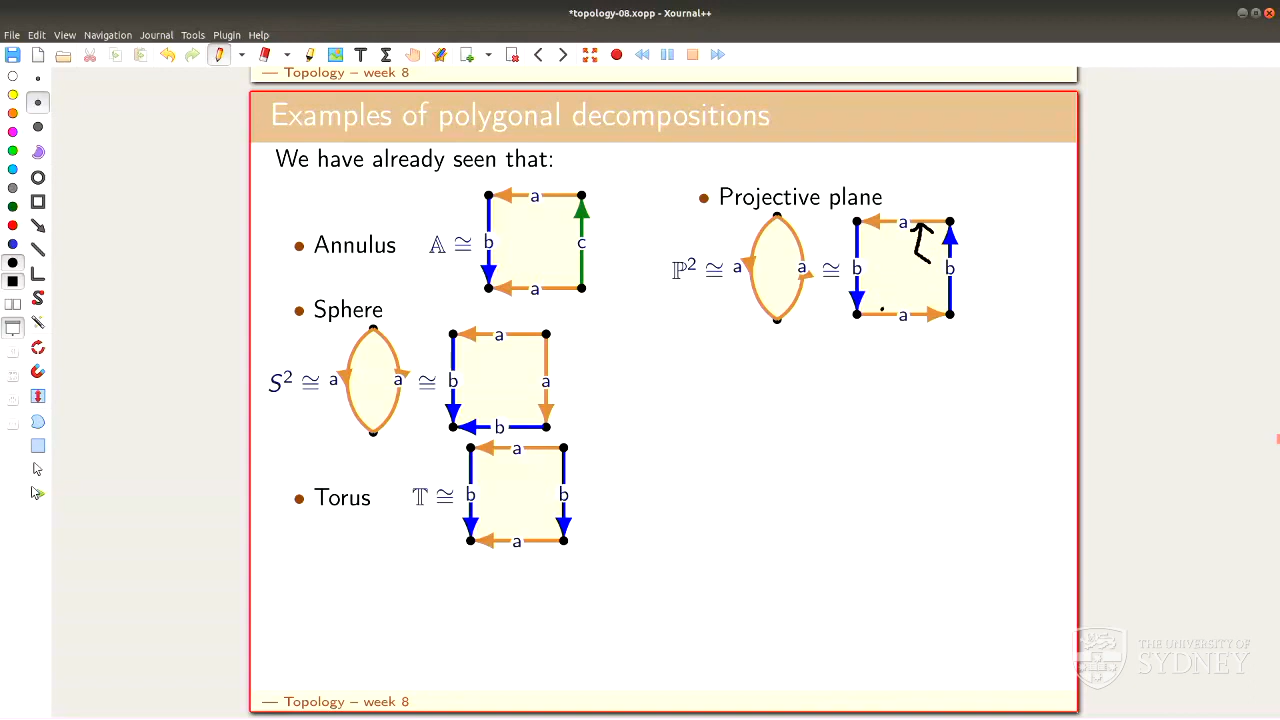 *topology-08.xopp - Xournal++
File Edit View Navigation Journal Tools Plugin Help
— Topology – week 8
Examples of polygonal decompositions
We have already seen that:
• Annulus 𝔸 ≅ a b c a
• Sphere
S² ≅ a a ≅ a b a b
• Torus 𝕋 ≅ a b b a
• Projective plane
ℙ² ≅ a a ≅ a b b a
— Topology – week 8
THE UNIVERSITY OF
SYDNEY